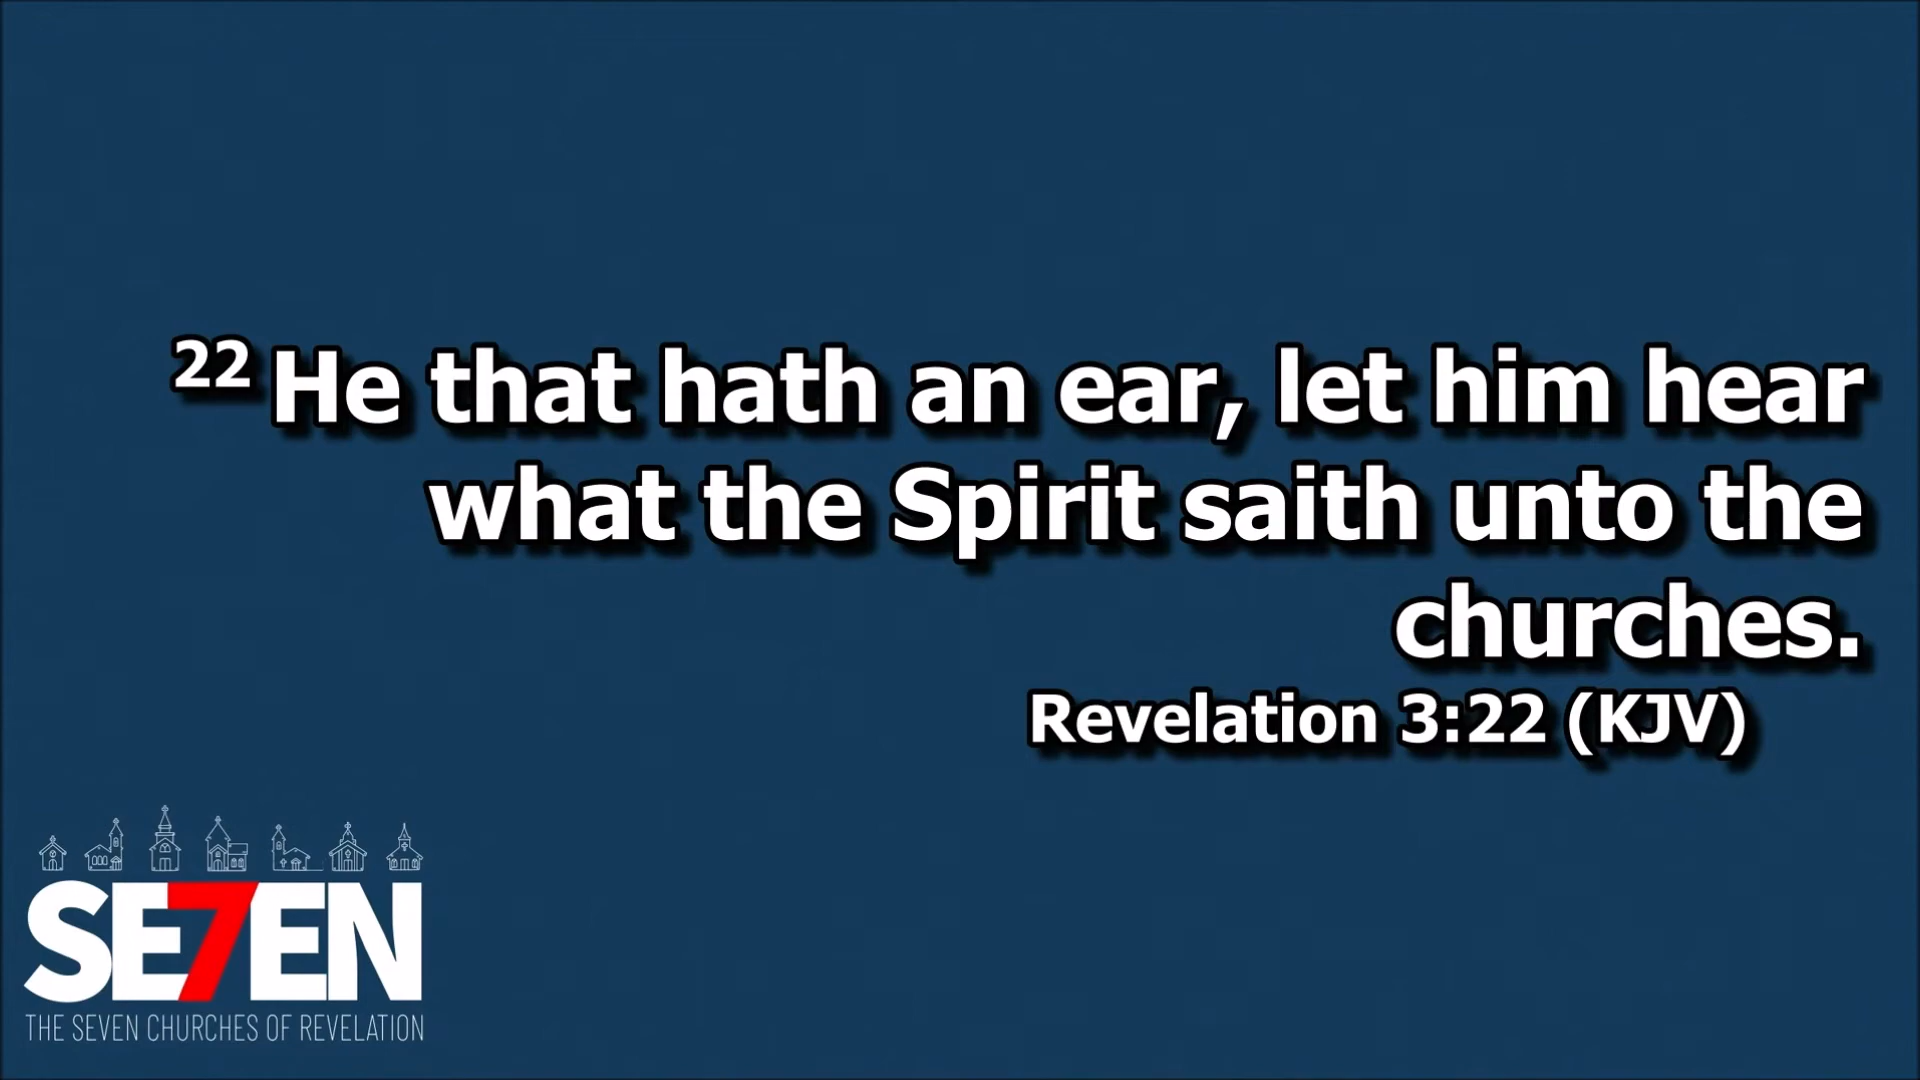 22 He that hath an ear, let him hear
what the Spirit saith unto the
churches.
Revelation 3:22 (KJV)
SE7EN
THE SEVEN CHURCHES OF REVELATION